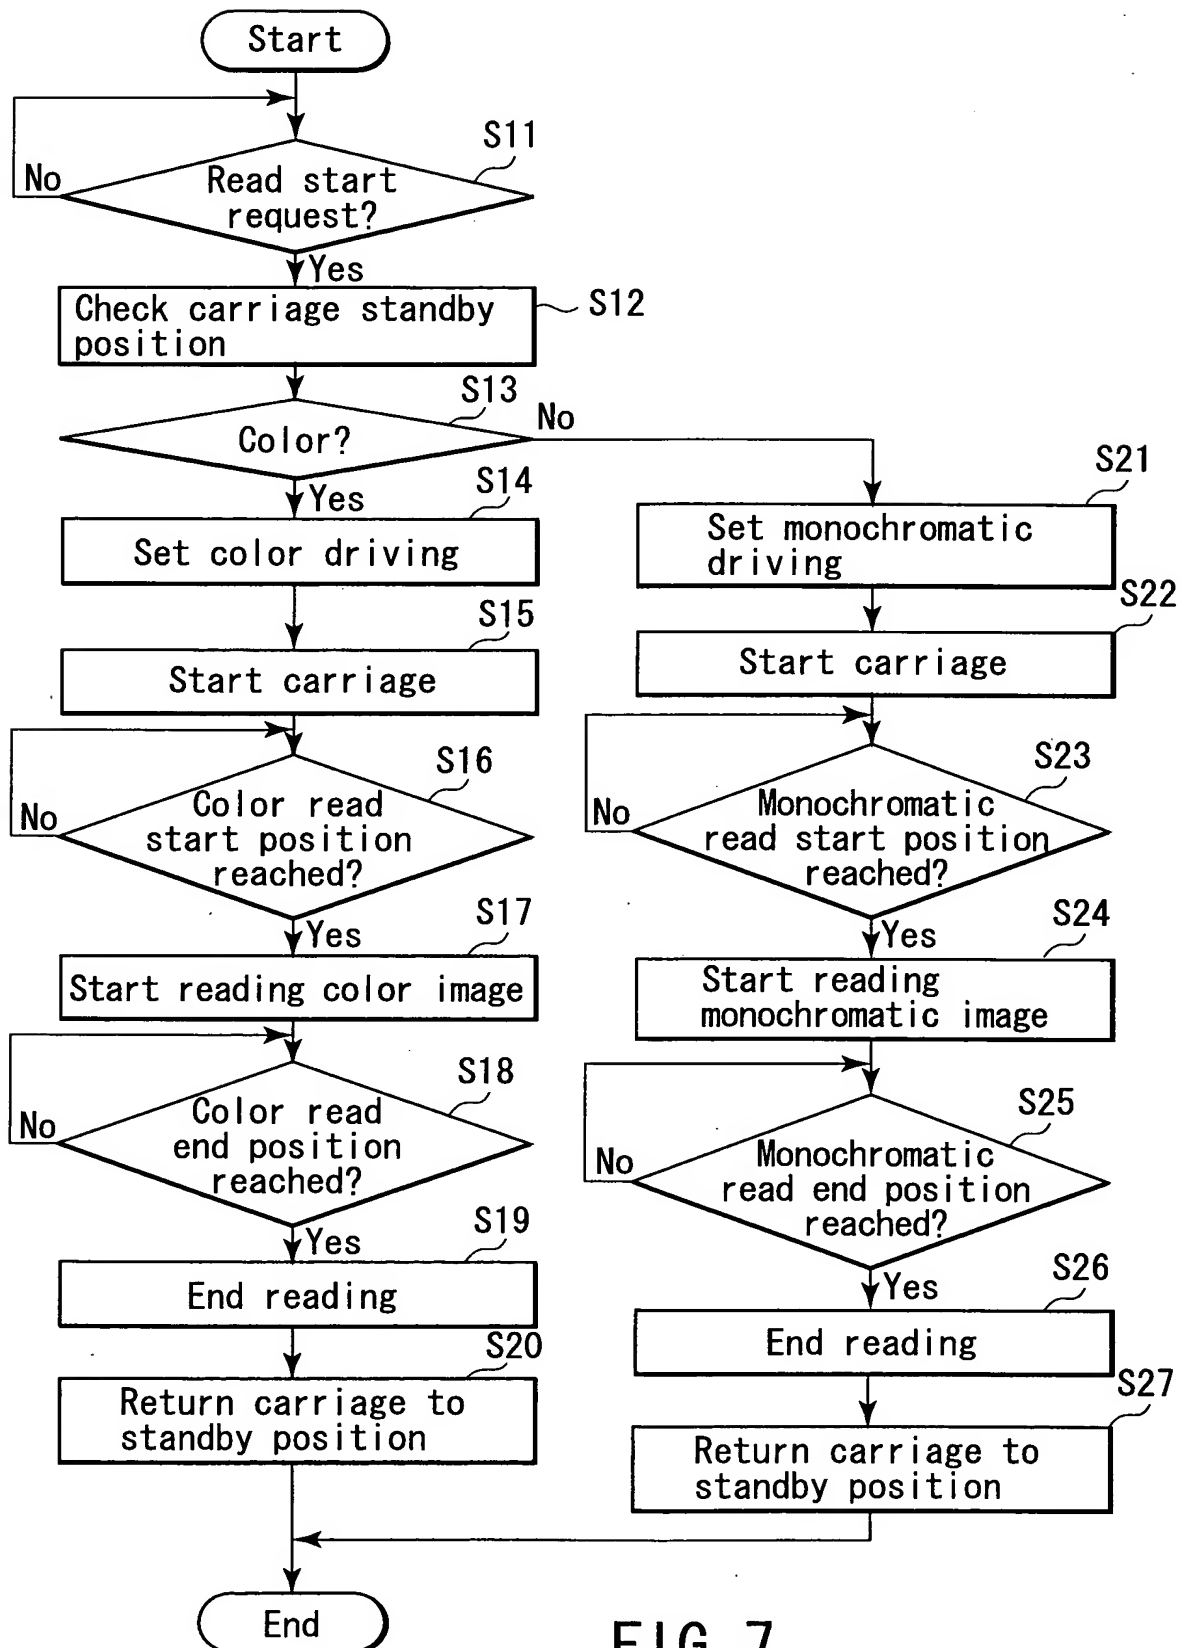 Start
S11
No
Read start
request?
Yes
Check carriage standby
position
S12
S13
No
Color?
Yes
S14
Set color driving
S15
Start carriage
S16
No
Color read
start position
reached?
Yes
S17
Start reading color image
S18
No
Color read
end position
reached?
Yes
S19
End reading
S20
Return carriage to
standby position
S21
Set monochromatic
driving
S22
Start carriage
S23
No
Monochromatic
read start position
reached?
Yes
S24
Start reading
monochromatic image
S25
No
Monochromatic
read end position
reached?
Yes
S26
End reading
S27
Return carriage to
standby position
End
FIG. 7